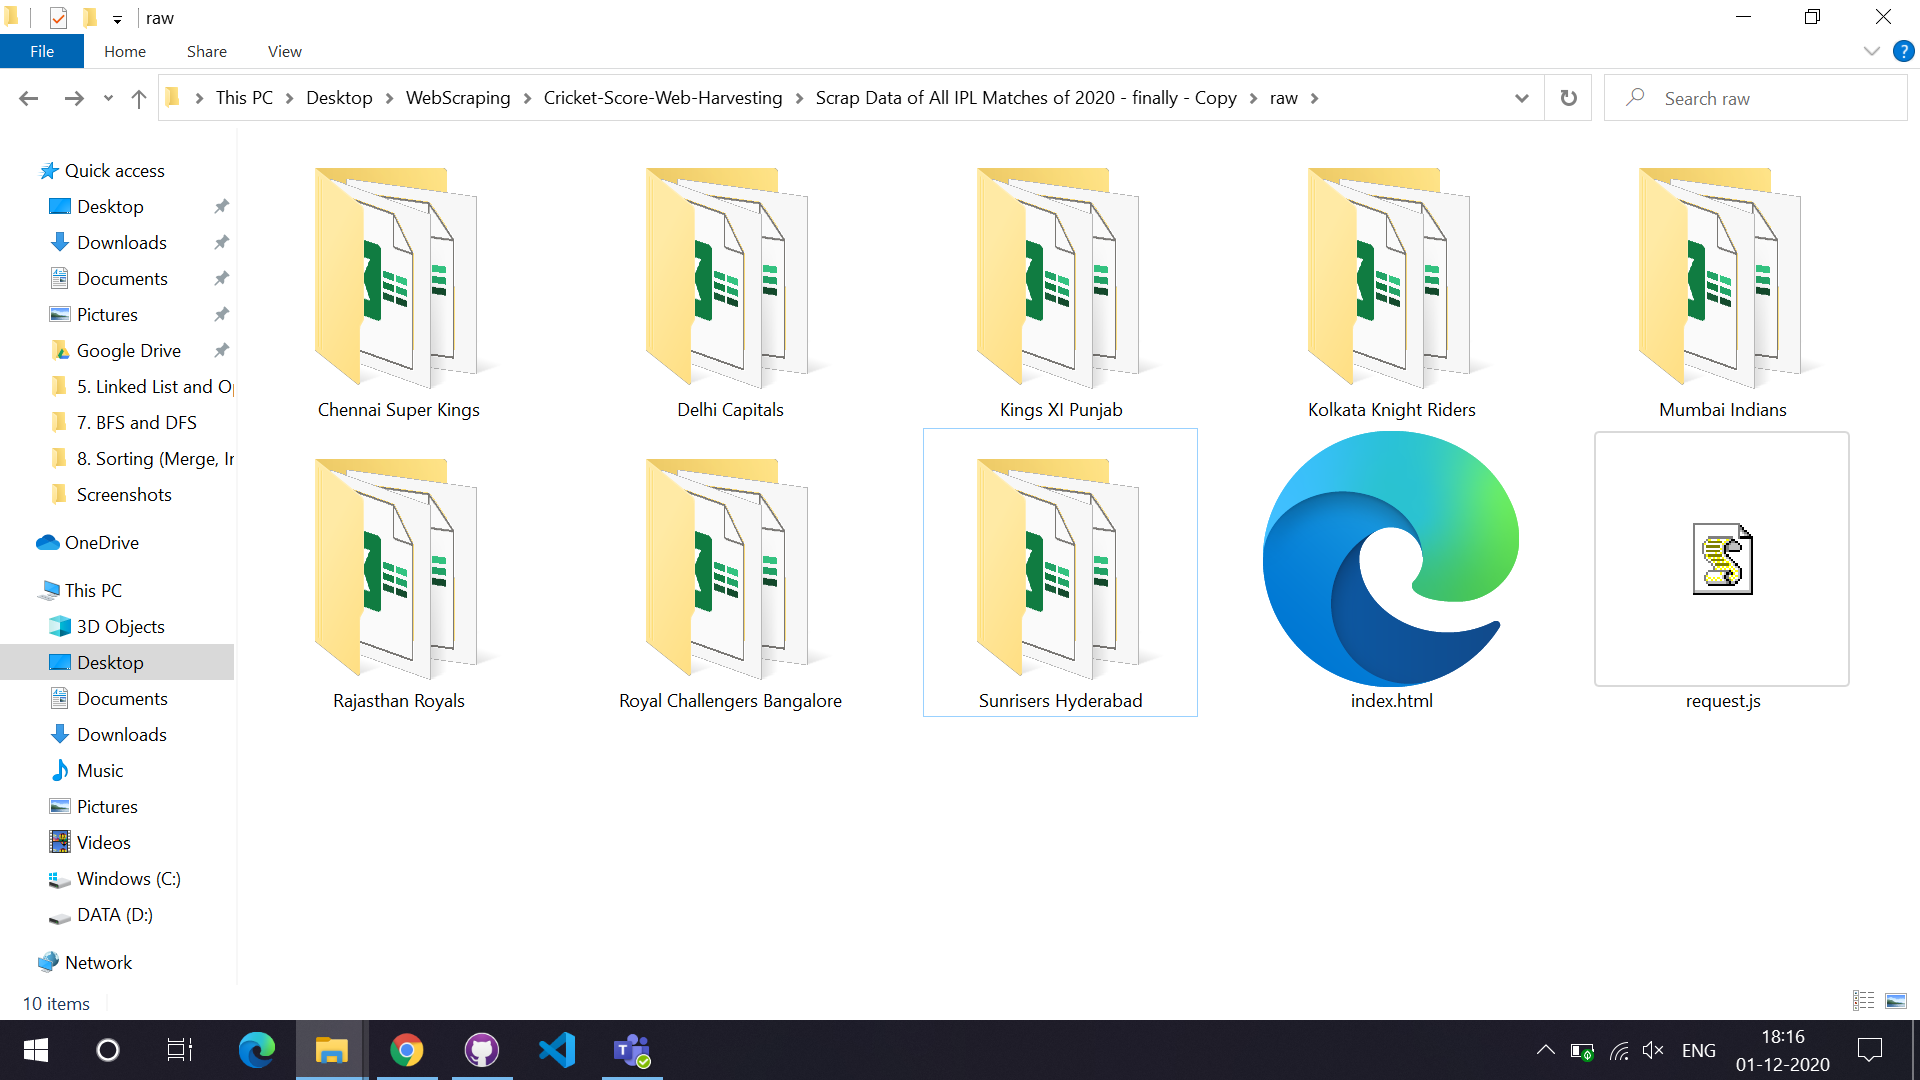 raw
File Home Share View
This PC Desktop WebScraping Cricket-Score-Web-Harvesting Scrap Data of All IPL Matches of 2020 - finally - Copy raw
Search raw
Quick access
Desktop
Downloads
Documents
Pictures
Google Drive
5. Linked List and Op
7. BFS and DFS
8. Sorting (Merge, In
Screenshots
OneDrive
This PC
3D Objects
Desktop
Documents
Downloads
Music
Pictures
Videos
Windows (C:)
DATA (D:)
Network
Chennai Super Kings
Delhi Capitals
Kings XI Punjab
Kolkata Knight Riders
Mumbai Indians
Rajasthan Royals
Royal Challengers Bangalore
Sunrisers Hyderabad
index.html
request.js
10 items
ENG
18:16
01-12-2020